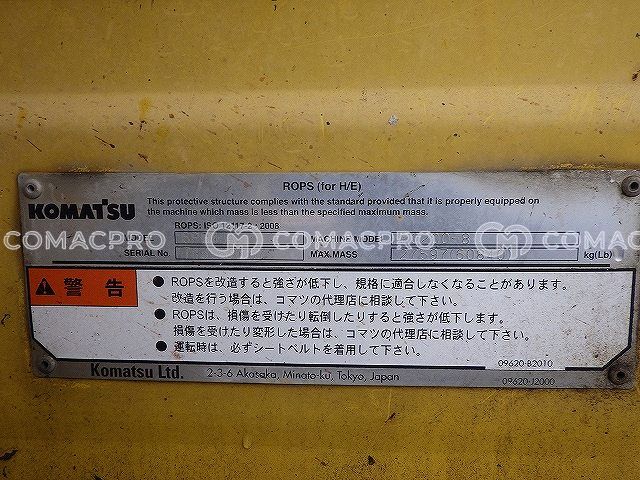 COMACPRO COMACPRO COMACPRO
ROPS (for H/E)
KOMATSU
This protective structure complies with the standard provided that it is properly equipped on
the machine which mass is less than the specified maximum mass.
ROPS: ISO 12117-2 : 2008
MODEL MACHINE MODEL
SERIAL No MAX.MASS kg(Lb)
警告
● ROPSを改造すると強さが低下し、規格に適合しなくなることがあります。
改造を行う場合は、コマツの代理店に相談して下さい。
● ROPSは、損傷を受けたり転倒したりすると強さが低下します。
損傷を受けたり変形した場合は、コマツの代理店に相談して下さい。
● 運転時は、必ずシートベルトを着用して下さい。
09620-B2010
Komatsu Ltd. 2-3-6 Akasaka, Minato-ku, Tokyo, Japan
09620-J2000